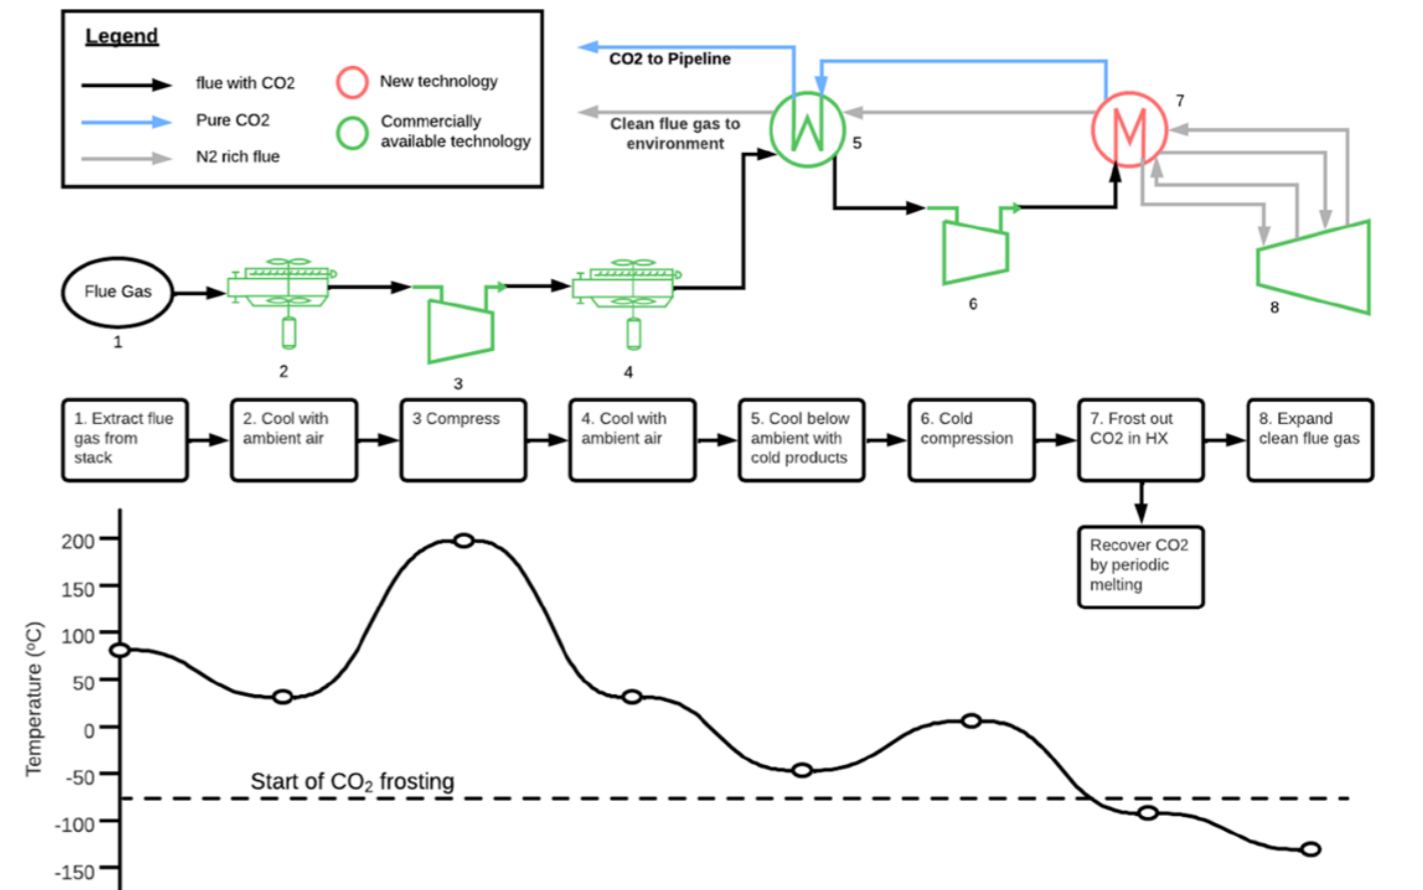 Legend
flue with CO2
Pure CO2
N2 rich flue
New technology
Commercially
available technology
CO2 to Pipeline
Clean flue gas to
environment
7
5
Flue Gas
1
2
3
4
6
8
1. Extract flue
gas from
stack
2. Cool with
ambient air
3 Compress
4. Cool with
ambient air
5. Cool below
ambient with
cold products
6. Cold
compression
7. Frost out
CO2 in HX
8. Expand
clean flue gas
Recover CO2
by periodic
melting
Temperature (ºC)
200
150
100
50
0
-50
-100
-150
Start of CO₂ frosting